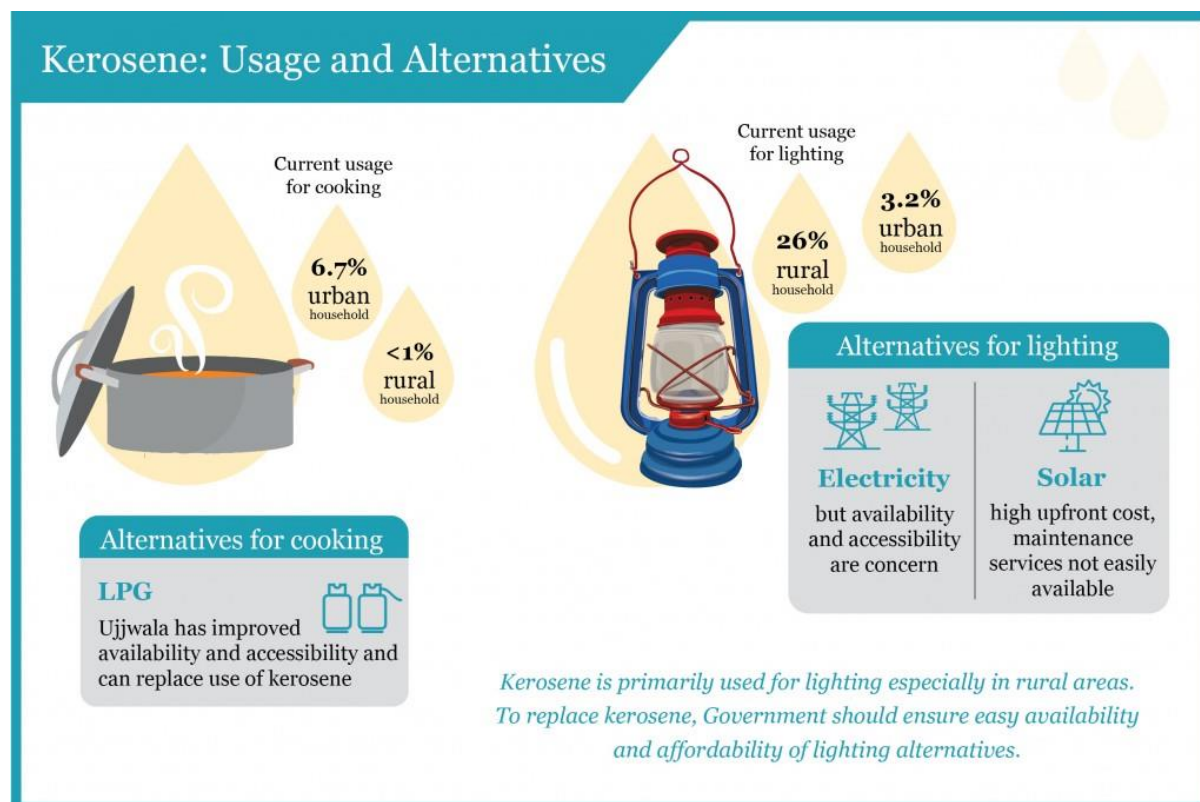 Kerosene: Usage and Alternatives
Current usage
for cooking
6.7%
urban
household
<1%
rural
household
Alternatives for cooking
LPG
Ujjwala has improved
availability and accessibility and
can replace use of kerosene
Current usage
for lighting
26%
rural
household
3.2%
urban
household
Alternatives for lighting
Electricity
but availability
and accessibility
are concern
Solar
high upfront cost,
maintenance
services not easily
available
Kerosene is primarily used for lighting especially in rural areas.
To replace kerosene, Government should ensure easy availability
and affordability of lighting alternatives.